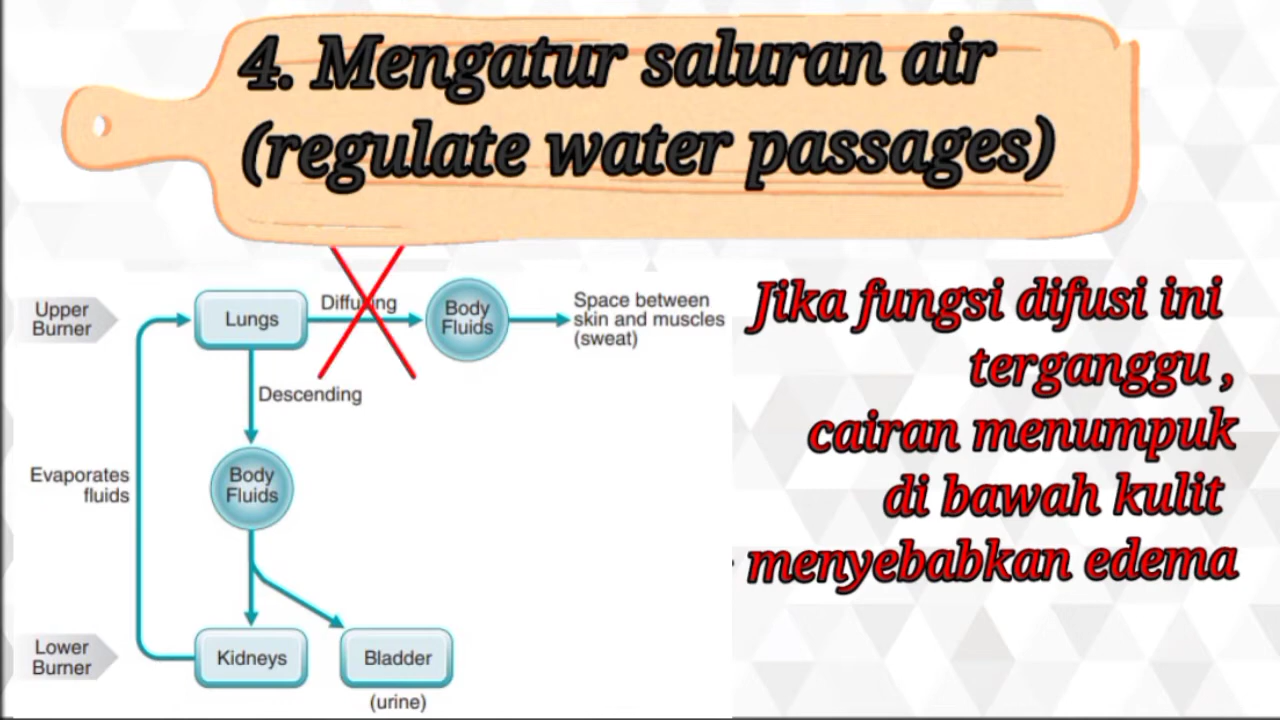 4. Mengatur saluran air
(regulate water passages)
Upper
Burner
Lungs
Diffusing
Body
Fluids
Space between
skin and muscles
(sweat)
Descending
Evaporates
fluids
Body
Fluids
Lower
Burner
Kidneys
Bladder
(urine)
Jika fungsi difusi ini
terganggu ,
cairan menumpuk
di bawah kulit
menyebabkan edema